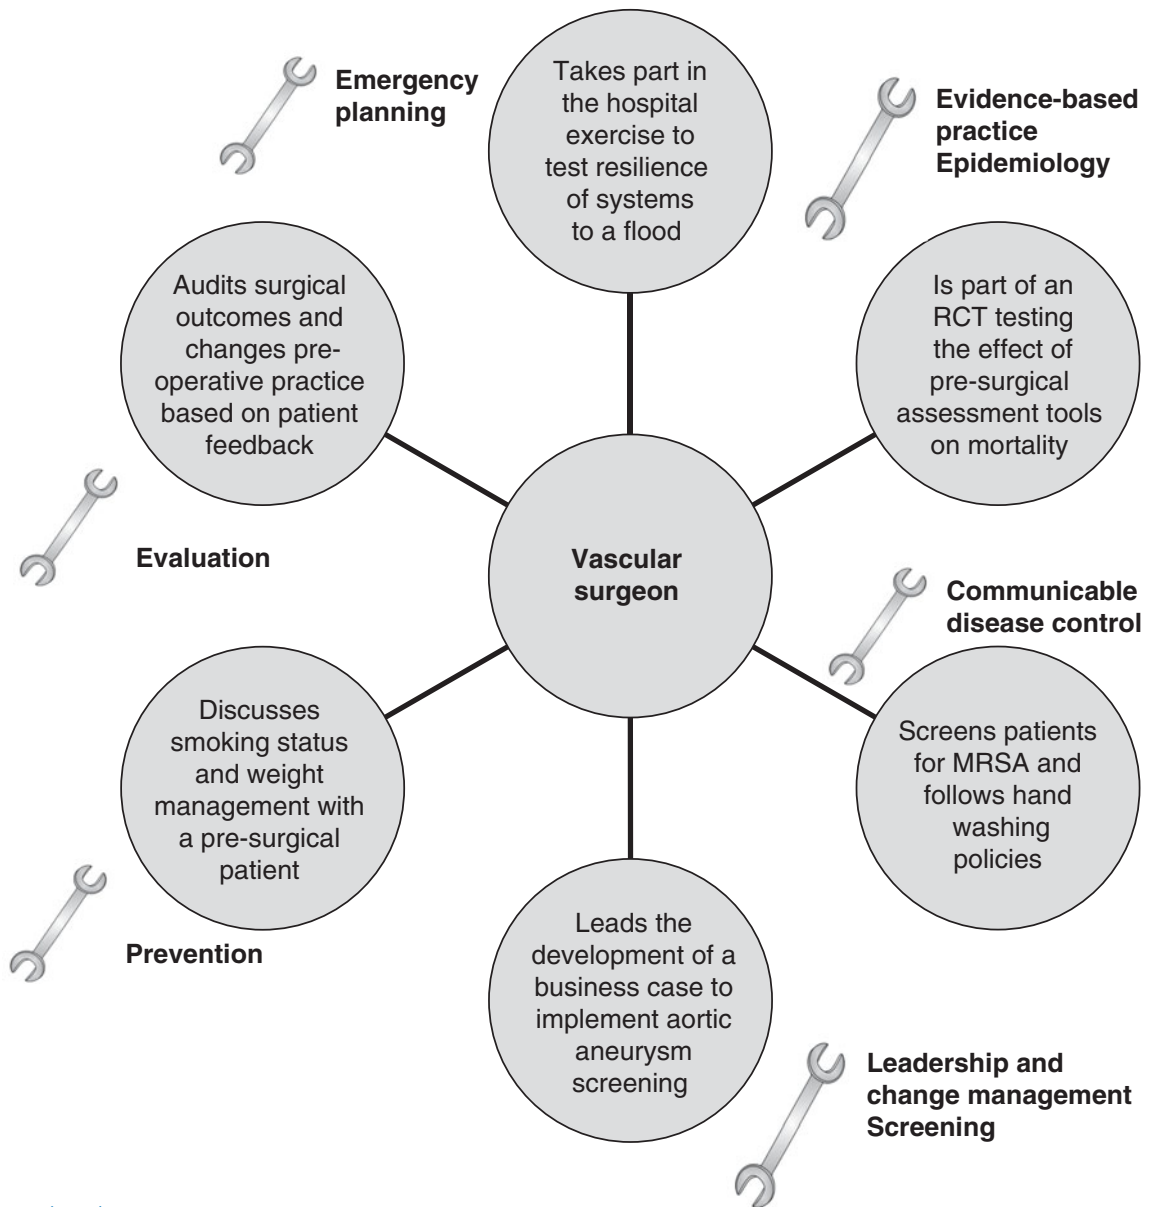 Emergency
planning
Takes part in
the hospital
exercise to
test resilience
of systems
to a flood
Evidence-based
practice
Epidemiology
Audits surgical
outcomes and
changes pre-
operative practice
based on patient
feedback
Is part of an
RCT testing
the effect of
pre-surgical
assessment tools
on mortality
Evaluation
Vascular
surgeon
Communicable
disease control
Discusses
smoking status
and weight
management with
a pre-surgical
patient
Screens patients
for MRSA and
follows hand
washing
policies
Prevention
Leads the
development of a
business case to
implement aortic
aneurysm
screening
Leadership and
change management
Screening